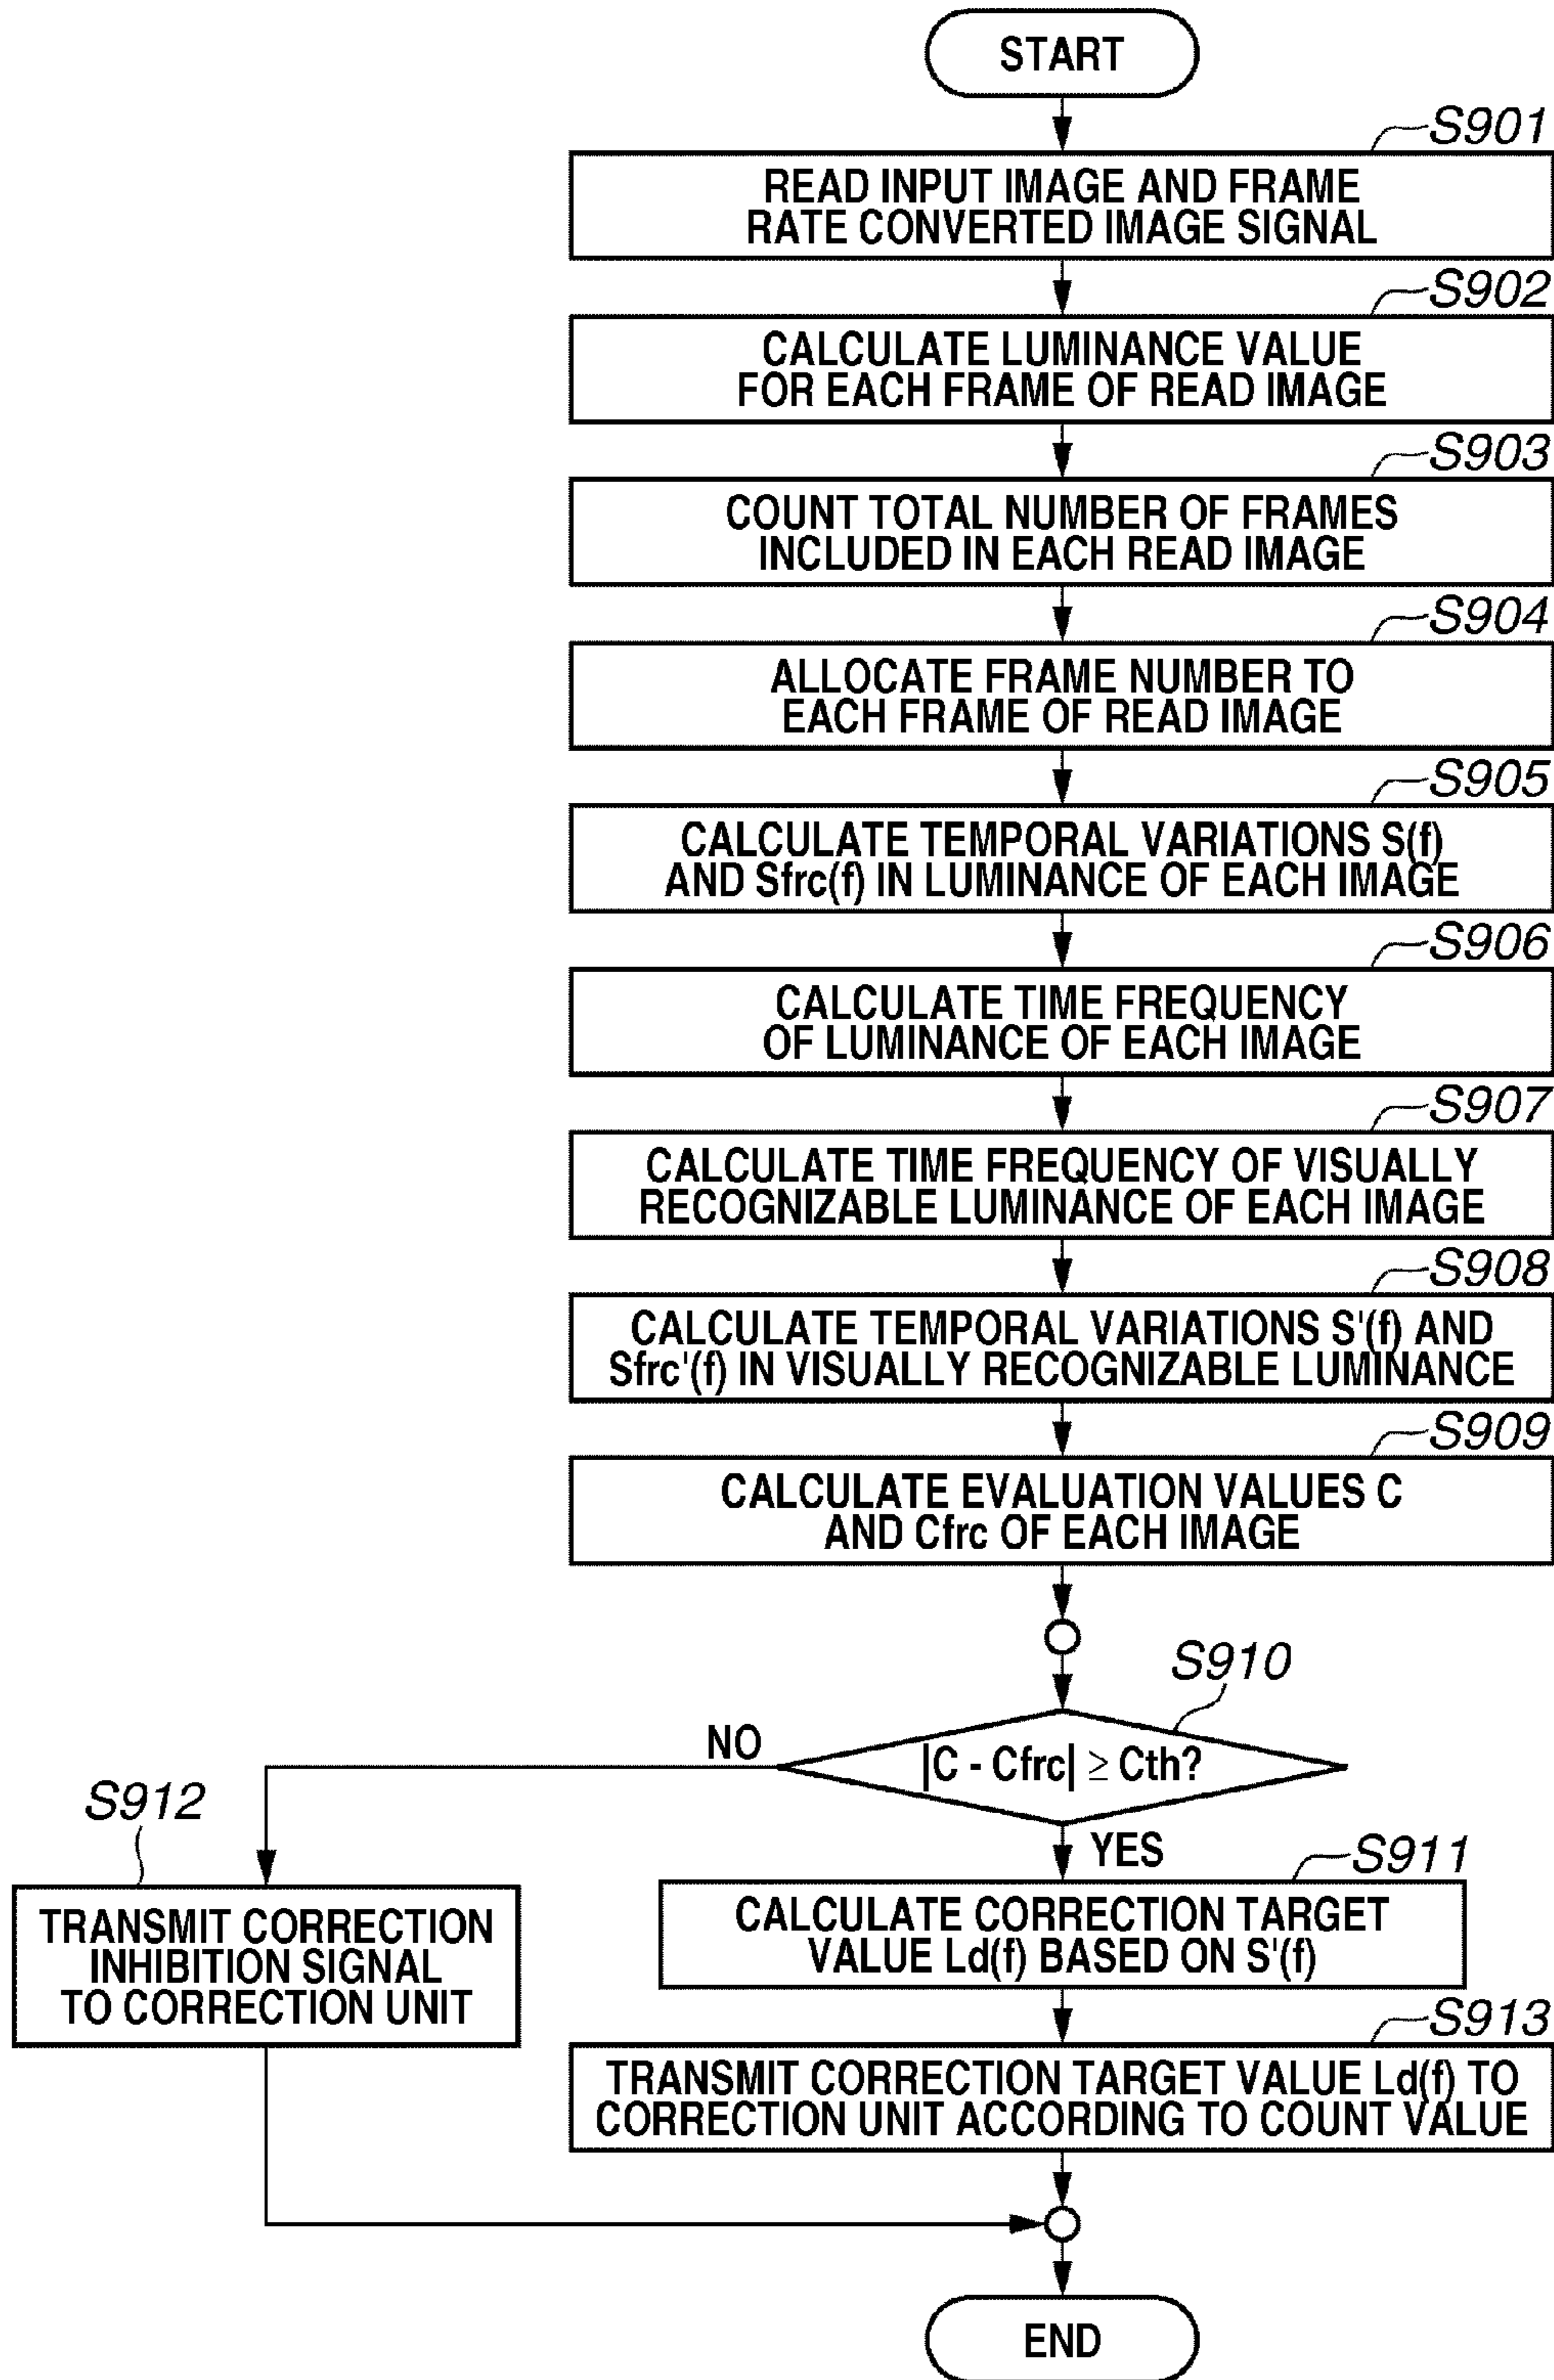 START
S901
READ INPUT IMAGE AND FRAME
RATE CONVERTED IMAGE SIGNAL
S902
CALCULATE LUMINANCE VALUE
FOR EACH FRAME OF READ IMAGE
S903
COUNT TOTAL NUMBER OF FRAMES
INCLUDED IN EACH READ IMAGE
S904
ALLOCATE FRAME NUMBER TO
EACH FRAME OF READ IMAGE
S905
CALCULATE TEMPORAL VARIATIONS S(f)
AND Sfrc(f) IN LUMINANCE OF EACH IMAGE
S906
CALCULATE TIME FREQUENCY
OF LUMINANCE OF EACH IMAGE
S907
CALCULATE TIME FREQUENCY OF VISUALLY
RECOGNIZABLE LUMINANCE OF EACH IMAGE
S908
CALCULATE TEMPORAL VARIATIONS S'(f) AND
Sfrc'(f) IN VISUALLY RECOGNIZABLE LUMINANCE
S909
CALCULATE EVALUATION VALUES C
AND Cfrc OF EACH IMAGE
S910
|C - Cfrc| ≥ Cth?
NO
YES
S912
TRANSMIT CORRECTION
INHIBITION SIGNAL
TO CORRECTION UNIT
S911
CALCULATE CORRECTION TARGET
VALUE Ld(f) BASED ON S'(f)
S913
TRANSMIT CORRECTION TARGET VALUE Ld(f) TO
CORRECTION UNIT ACCORDING TO COUNT VALUE
END